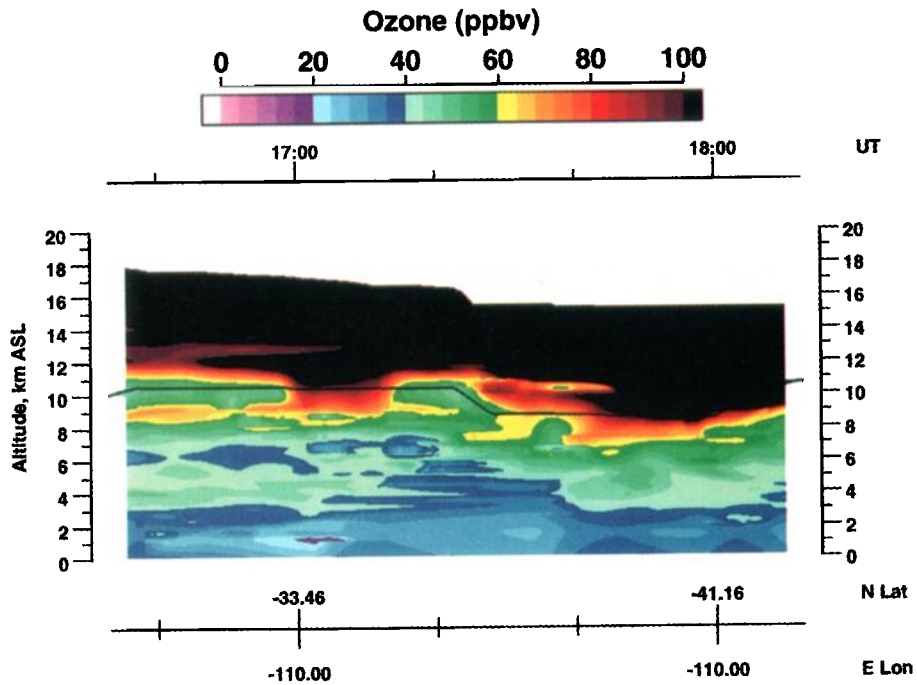 Ozone (ppbv)
0 20 40 60 80 100
17:00 18:00 UT
20 20
18 18
16 16
14 14
12 12
10 10
8 8
6 6
4 4
2 2
0 0
Altitude, km ASL
-33.46 -41.16 N Lat
-110.00 -110.00 E Lon